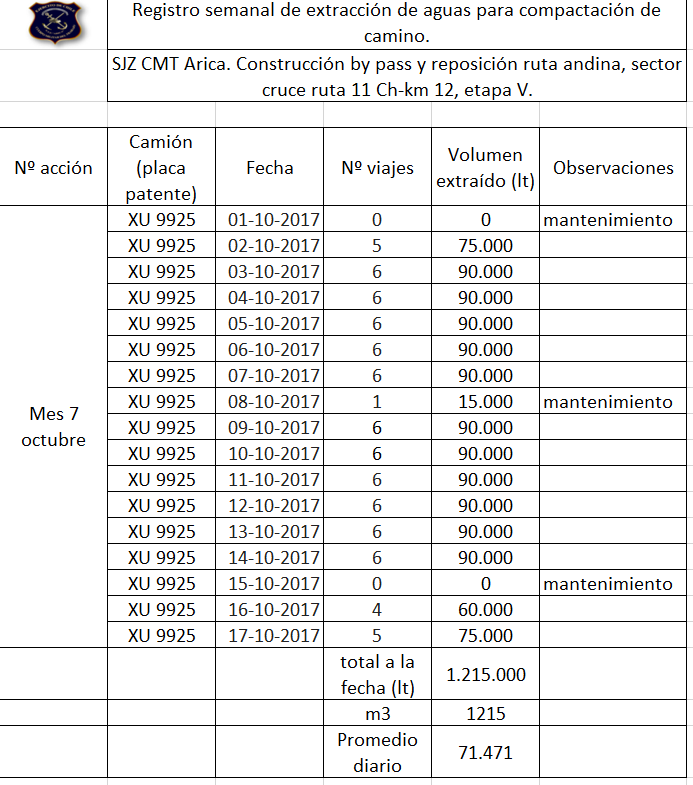 Registro semanal de extracción de aguas para compactación de
camino.
SJZ CMT Arica. Construcción by pass y reposición ruta andina, sector
cruce ruta 11 Ch-km 12, etapa V.
Nº acción Camión (placa patente) Fecha Nº viajes Volumen extraído (lt) Observaciones
Mes 7 octubre
XU 9925 01-10-2017 0 0 mantenimiento
XU 9925 02-10-2017 5 75.000
XU 9925 03-10-2017 6 90.000
XU 9925 04-10-2017 6 90.000
XU 9925 05-10-2017 6 90.000
XU 9925 06-10-2017 6 90.000
XU 9925 07-10-2017 6 90.000
XU 9925 08-10-2017 1 15.000 mantenimiento
XU 9925 09-10-2017 6 90.000
XU 9925 10-10-2017 6 90.000
XU 9925 11-10-2017 6 90.000
XU 9925 12-10-2017 6 90.000
XU 9925 13-10-2017 6 90.000
XU 9925 14-10-2017 6 90.000
XU 9925 15-10-2017 0 0 mantenimiento
XU 9925 16-10-2017 4 60.000
XU 9925 17-10-2017 5 75.000
total a la fecha (lt) 1.215.000
m3 1215
Promedio diario 71.471